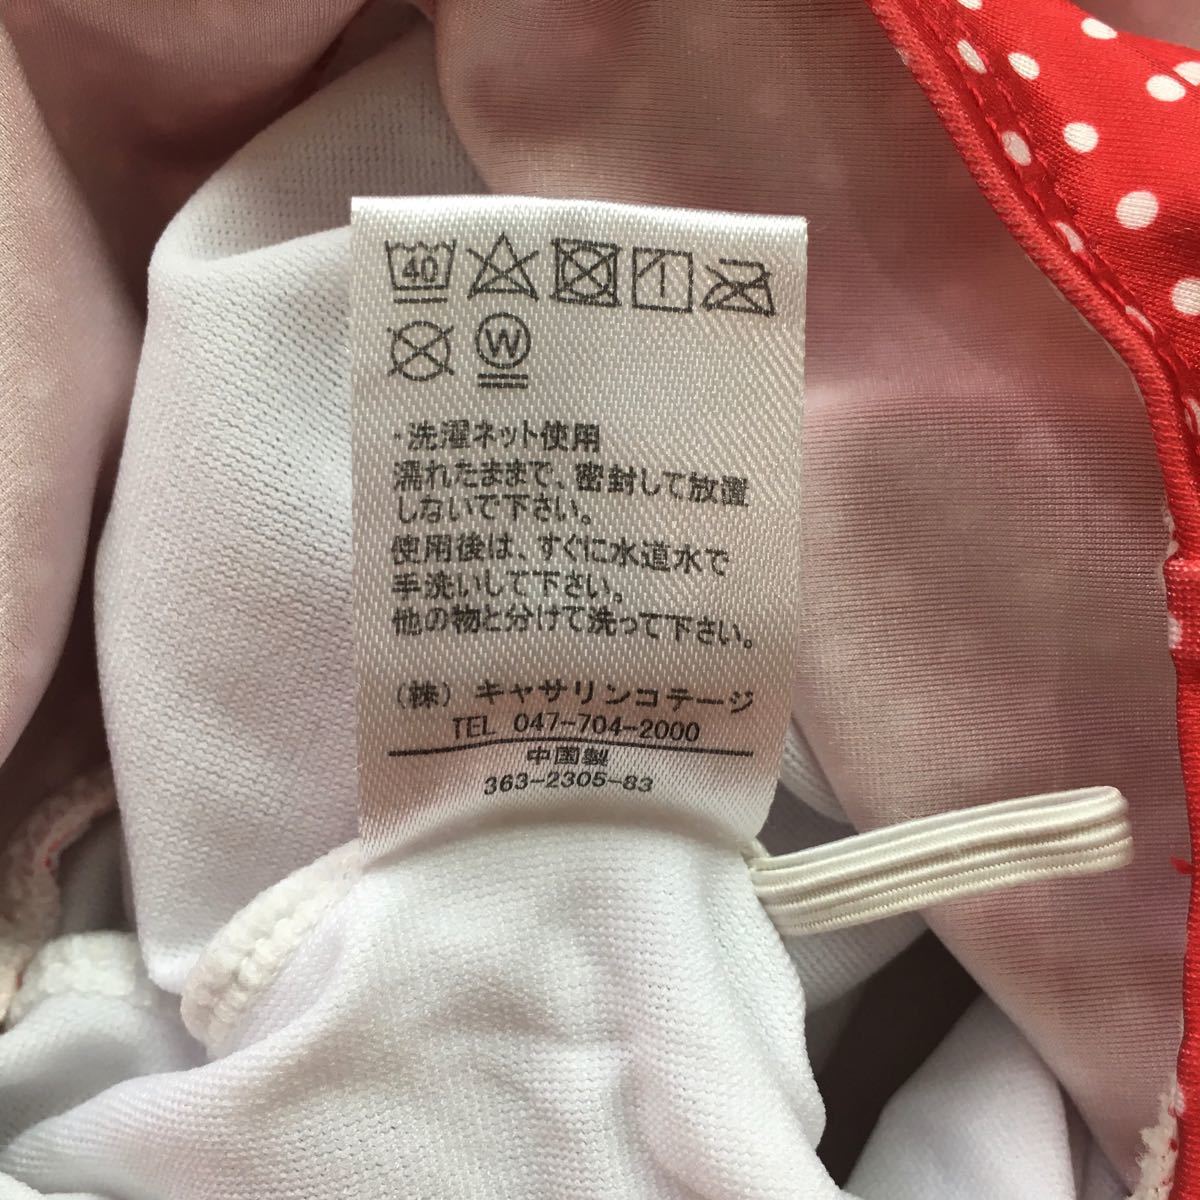 40
W
・洗濯ネット使用
濡れたままで、密封して放置
しないで下さい。
使用後は、すぐに水道水で
手洗いして下さい。
他の物と分けて洗って下さい。
(株) キャサリンコテージ
TEL 047-704-2000
中国製
363-2305-83